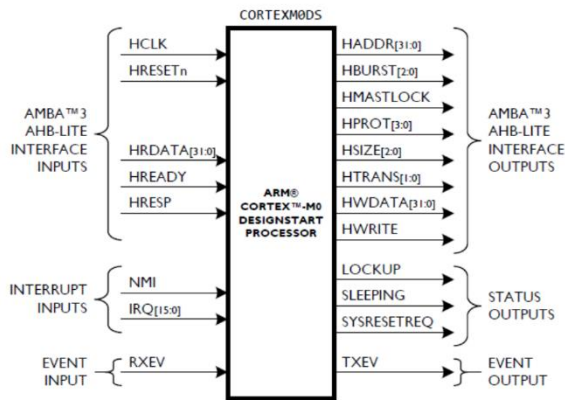 CORTEXM0DS
HCLK
HRESETn
AMBA™3
AHB-LITE
INTERFACE
INPUTS
HRDATA[31:0]
HREADY
HRESP
INTERRUPT
INPUTS
NMI
IRQ[15:0]
EVENT
INPUT
RXEV
ARM®
CORTEX™-M0
DESIGNSTART
PROCESSOR
HADDR[31:0]
HBURST[2:0]
HMASTLOCK
HPROT[3:0]
HSIZE[2:0]
HTRANS[1:0]
HWDATA[31:0]
HWRITE
AMBA™3
AHB-LITE
INTERFACE
OUTPUTS
LOCKUP
SLEEPING
SYSRESETREQ
STATUS
OUTPUTS
TXEV
EVENT
OUTPUT